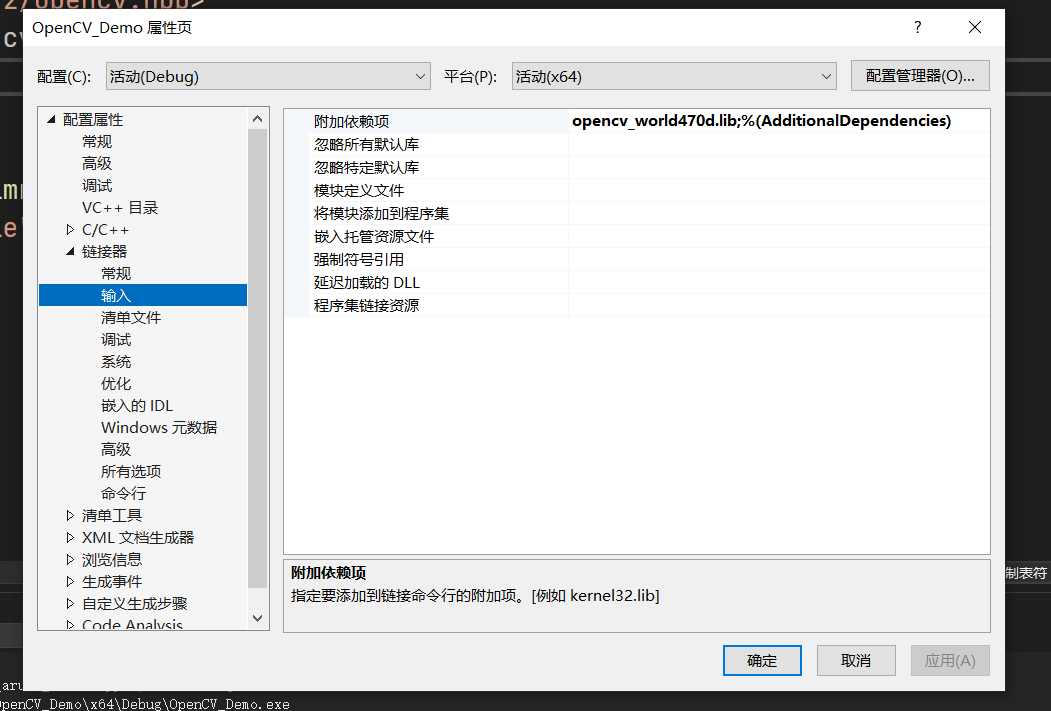 2/opencv.hpp>
OpenCV_Demo 属性页
?
配置(C):
活动(Debug)
平台(P):
活动(x64)
配置管理器(O)...
配置属性
常规
高级
调试
VC++ 目录
C/C++
链接器
常规
输入
清单文件
调试
系统
优化
嵌入的 IDL
Windows 元数据
高级
所有选项
命令行
清单工具
XML 文档生成器
浏览信息
生成事件
自定义生成步骤
Code Analysis
附加依赖项 opencv_world470d.lib;%(AdditionalDependencies)
忽略所有默认库
忽略特定默认库
模块定义文件
将模块添加到程序集
嵌入托管资源文件
强制符号引用
延迟加载的 DLL
程序集链接资源
附加依赖项
指定要添加到链接命令行的附加项。[例如 kernel32.lib]
确定
取消
应用(A)
制表符
OpenCV_Demo\x64\Debug\OpenCV_Demo.exe